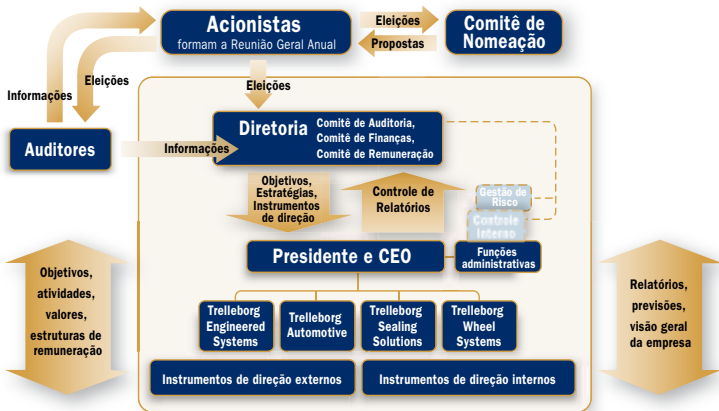 Acionistas
formam a Reunião Geral Anual
Eleições
Propostas
Comitê de
Nomeação
Informações
Eleições
Eleições
Auditores
Informações
Diretoria
Comitê de Auditoria,
Comitê de Finanças,
Comitê de Remuneração
Objetivos,
Estratégias,
Instrumentos
de direção
Controle de
Relatórios
Gestão de
Risco
Controle
Interno
Presidente e CEO
Funções
administrativas
Objetivos,
atividades,
valores,
estruturas de
remuneração
Trelleborg
Engineered
Systems
Trelleborg
Automotive
Trelleborg
Sealing
Solutions
Trelleborg
Wheel
Systems
Relatórios,
previsões,
visão geral
da empresa
Instrumentos de direção externos
Instrumentos de direção internos